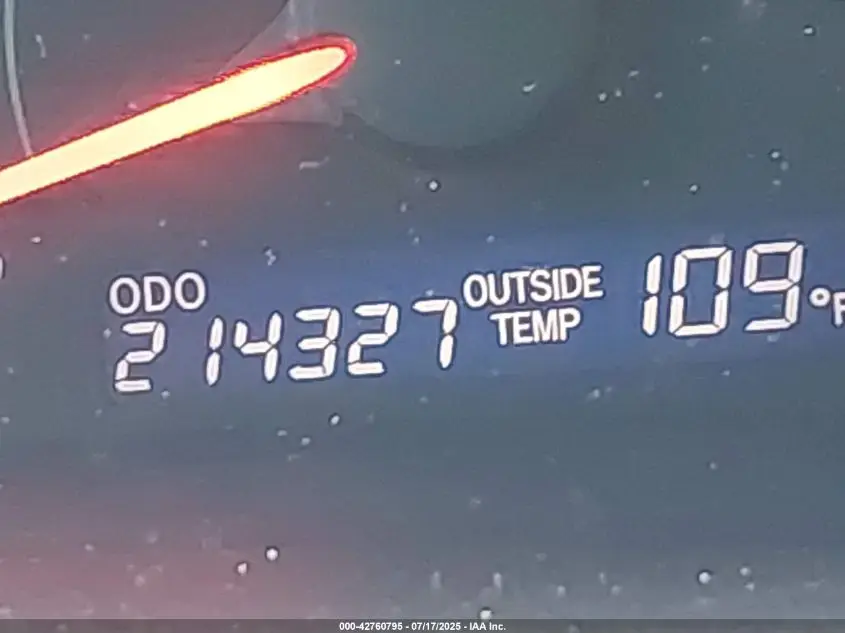 ODO
214327
OUTSIDE
TEMP
109°F
000-42760795 - 07/17/2025 - IAA Inc.